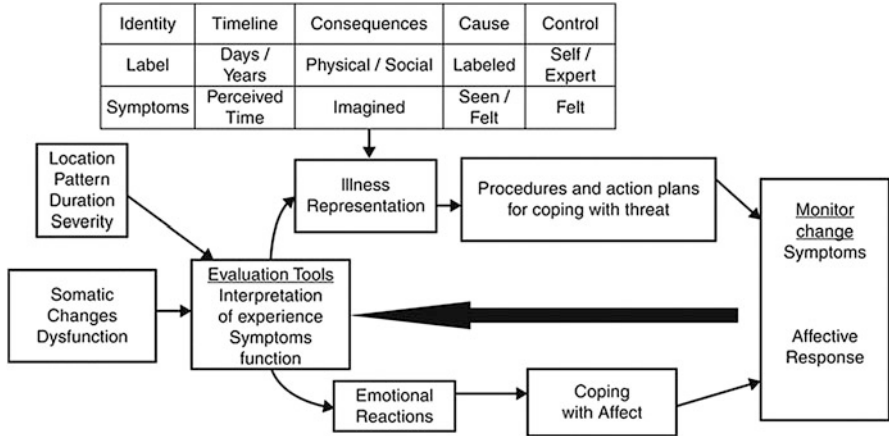 Identity Timeline Consequences Cause Control
Label Days / Years Physical / Social Labeled Self / Expert
Symptoms Perceived Time Imagined Seen / Felt Felt
Location
Pattern
Duration
Severity
Illness
Representation
Procedures and action plans
for coping with threat
Monitor
change
Symptoms
Affective
Response
Somatic
Changes
Dysfunction
Evaluation Tools
Interpretation
of experience
Symptoms
function
Emotional
Reactions
Coping
with Affect